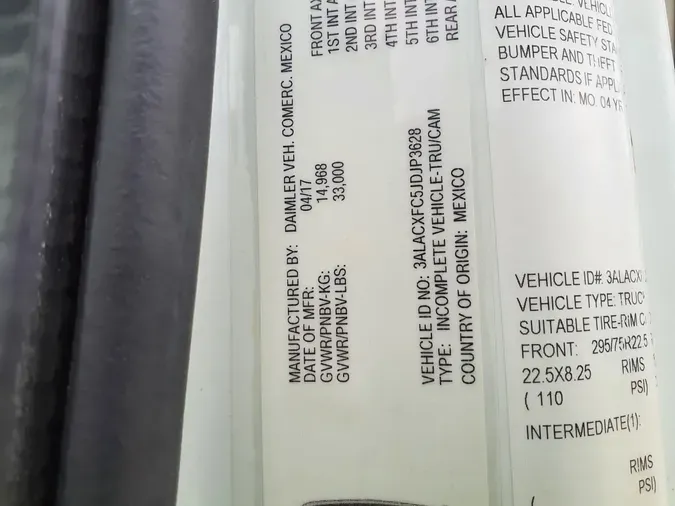 MANUFACTURED BY: DAIMLER VEH. COMERC. MEXICO
DATE OF MFR: 04/17
GVWR/PNBV-KG: 14,968
GVWR/PNBV-LBS: 33,000
FRONT AX
1ST INT A
2ND INT
3RD INT
4TH INT
5TH INT
6TH INT
REAR A
VEHICLE ID NO: 3ALACXFC5JDJP3628
TYPE: INCOMPLETE VEHICLE-TRU/CAM
COUNTRY OF ORIGIN: MEXICO
VEHICL
ALL APPLICABLE FED
VEHICLE SAFETY STA
BUMPER AND THFFT
STANDARDS IF APPL
EFFECT IN: MO. 04 YR
VEHICLE ID#: 3ALACX
VEHICLE TYPE: TRUC
SUITABLE TIRE-RIM C
FRONT: 295/75R22.5
22.5X8.25 RIMS
( 110 PSI)
INTERMEDIATE(1):
RIMS
( PSI)